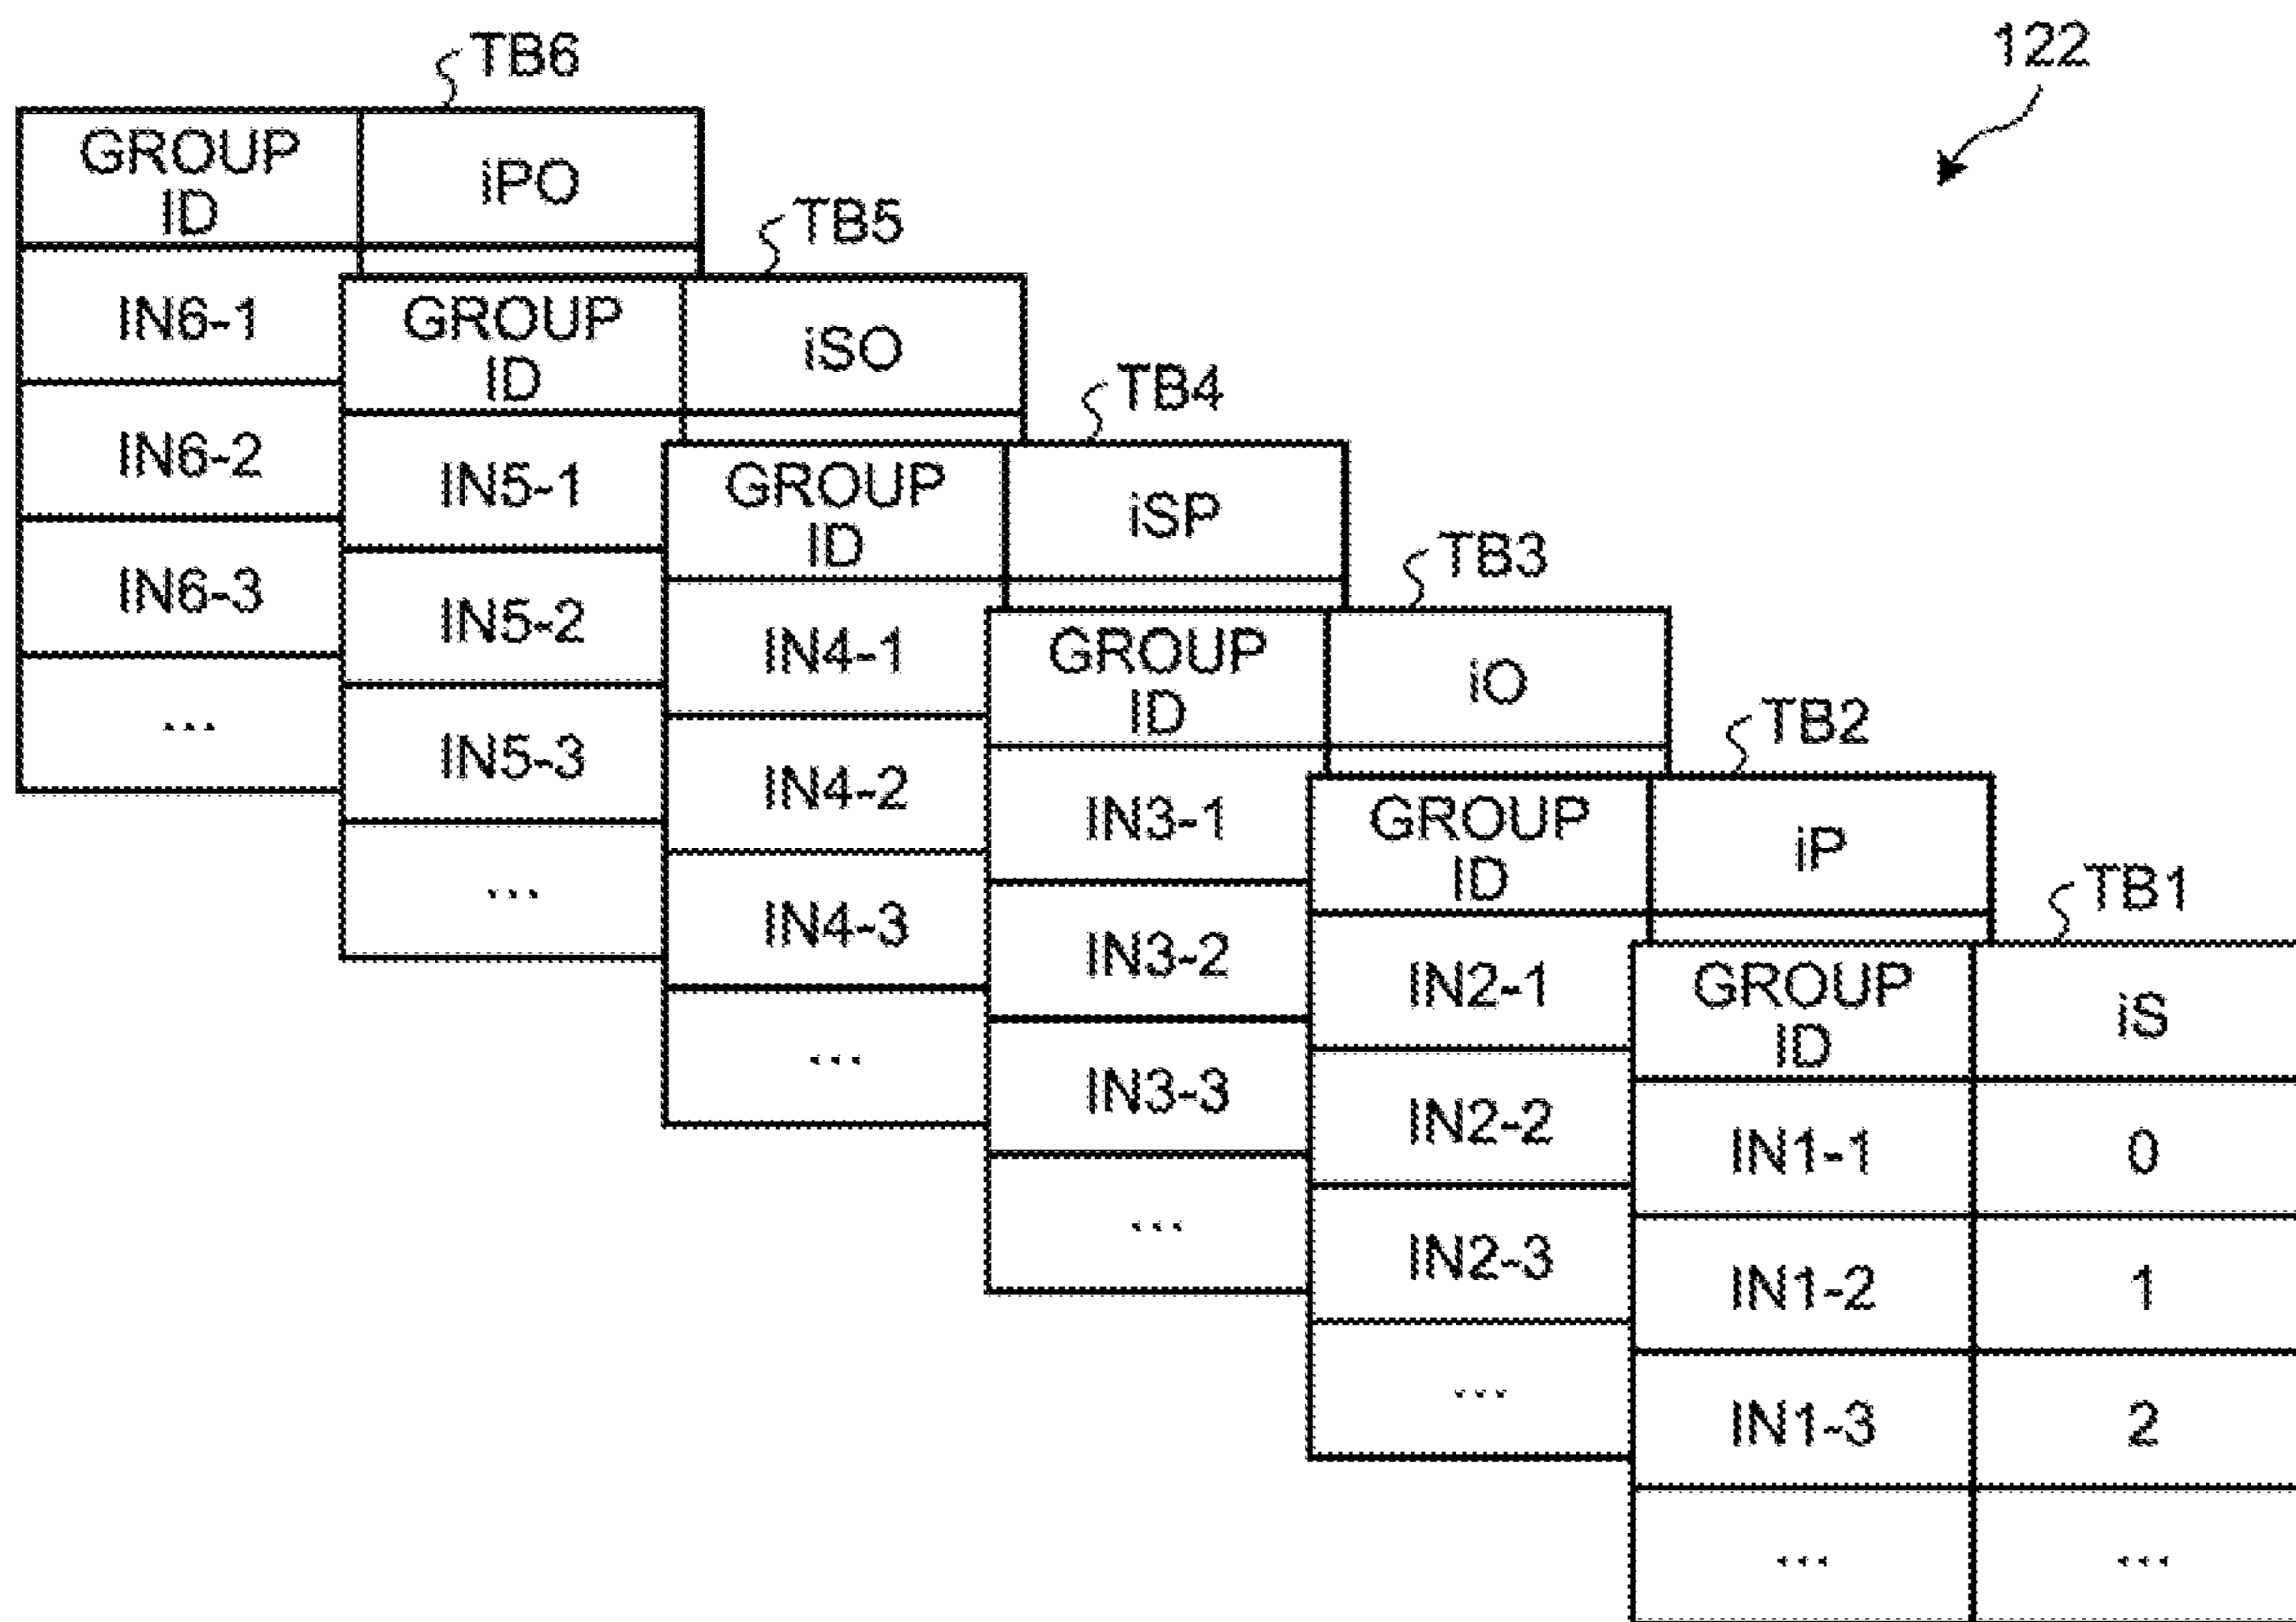 122
TB6
GROUP ID
iPO
IN6-1
IN6-2
IN6-3
...
TB5
GROUP ID
iSO
IN5-1
IN5-2
IN5-3
...
TB4
GROUP ID
iSP
IN4-1
IN4-2
IN4-3
...
TB3
GROUP ID
iO
IN3-1
IN3-2
IN3-3
...
TB2
GROUP ID
iP
IN2-1
IN2-2
IN2-3
...
TB1
GROUP ID
iS
IN1-1 0
IN1-2 1
IN1-3 2
... ...